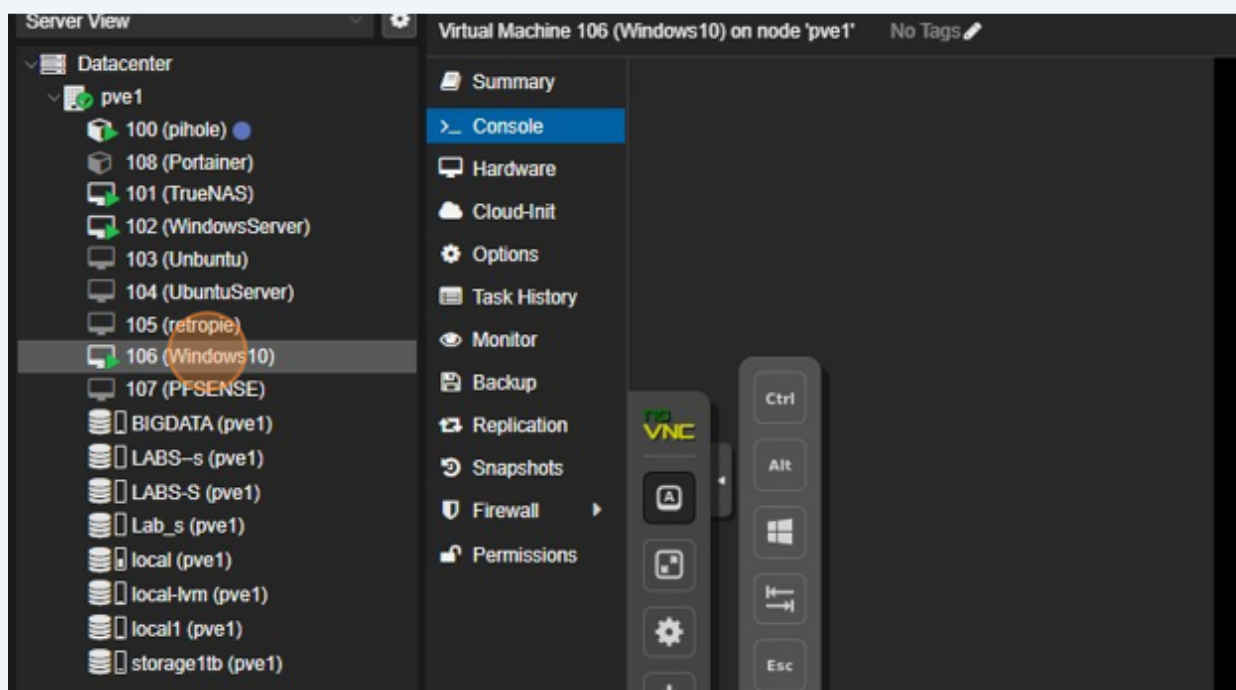 Server View
Datacenter
pve1
100 (pihole)
108 (Portainer)
101 (TrueNAS)
102 (WindowsServer)
103 (Unbuntu)
104 (UbuntuServer)
105 (retropie)
106 (Windows10)
107 (PFSENSE)
BIGDATA (pve1)
LABS--s (pve1)
LABS-S (pve1)
Lab_s (pve1)
local (pve1)
local-lvm (pve1)
local1 (pve1)
storage1tb (pve1)
Virtual Machine 106 (Windows10) on node 'pve1' No Tags
Summary
>_ Console
Hardware
Cloud-Init
Options
Task History
Monitor
Backup
Replication
Snapshots
Firewall
Permissions
no
VNC
A
Ctrl
Alt
Esc